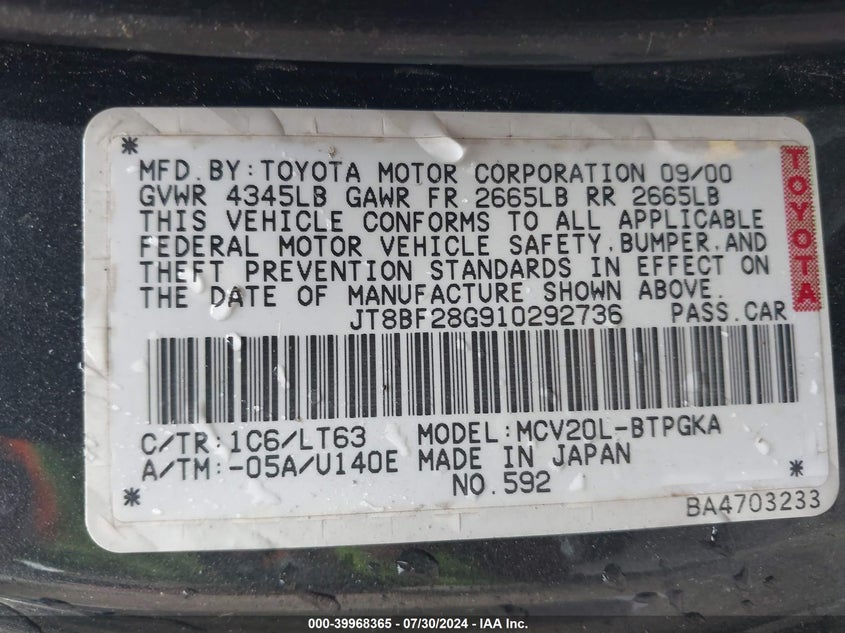 MFD.BY:TOYOTA MOTOR CORPORATION 09/00
GVWR 4345LB GAWR FR 2665LB RR 2665LB
THIS VEHICLE CONFORMS TO ALL APPLICABLE
FEDERAL MOTOR VEHICLE SAFETY,BUMPER,AND
THEFT PREVENTION STANDARDS IN EFFECT ON
THE DATE OF MANUFACTURE SHOWN ABOVE.
JT8BF28G910292736 PASS.CAR
TOYOTA
C/TR:1C6/LT63 MODEL:MCV20L-BTPGKA
A/TM:-05A/U140E MADE IN JAPAN
NO.592
BA4703233
000-39968365 / 07/30/2024 - IAA Inc.